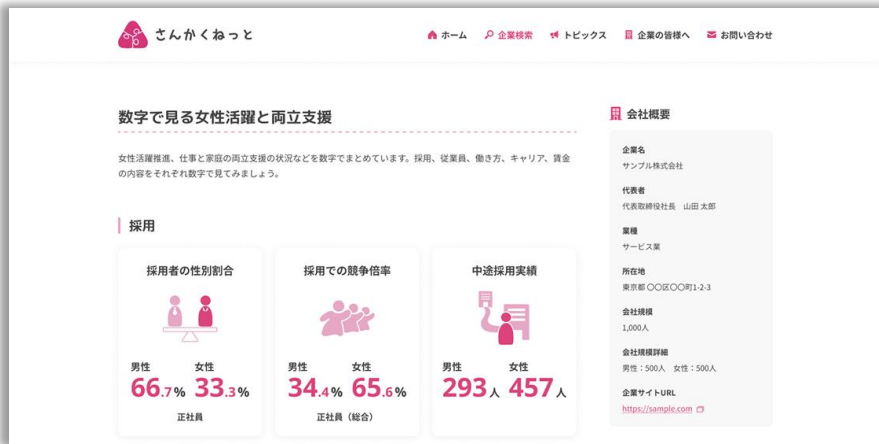 さんかくねっと
ホーム 企業検索 トピックス 企業の皆様へ お問い合わせ
数字で見る女性活躍と両立支援
女性活躍推進、仕事と家庭の両立支援の状況などを数字でまとめています。採用、従業員、働き方、キャリア、賃金
の内容をそれぞれ数字で見てみましょう。
採用
採用者の性別割合
男性 女性
66.7% 33.3%
正社員
採用での競争倍率
男性 女性
34.4% 65.6%
正社員（総合）
中途採用実績
男性 女性
293人 457人
会社概要
企業名
サンプル株式会社
代表者
代表取締役社長 山田 太郎
業種
サービス業
所在地
東京都 〇〇区〇〇町1-2-3
会社規模
1,000人
会社規模詳細
男性：500人 女性：500人
企業サイトURL
https://sample.com